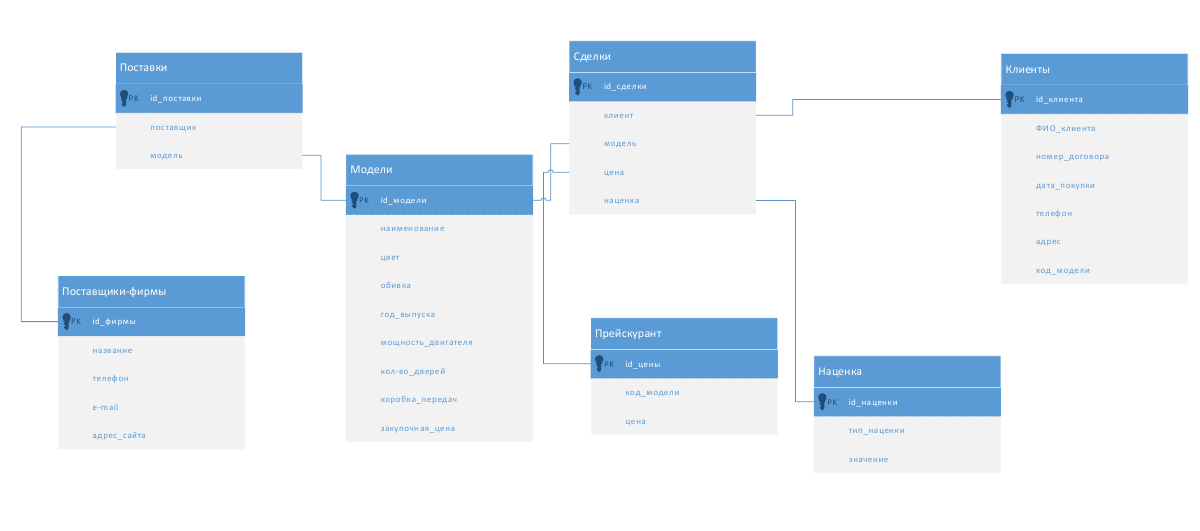 Поставки
PK id_поставки
поставщик
модель
Модели
PK id_модели
наименование
цвет
обивка
год_выпуска
мощность_двигателя
кол-во_дверей
коробка_передач
закупочная_цена
Сделки
PK id_сделки
клиент
модель
цена
наценка
Клиенты
PK id_клиента
ФИО_клиента
номер_договора
дата_покупки
телефон
адрес
код_модели
Поставщики-фирмы
PK id_фирмы
название
телефон
e-mail
адрес_сайта
Прейскурант
PK id_цены
код_модели
цена
Наценка
PK id_наценки
тип_наценки
значение